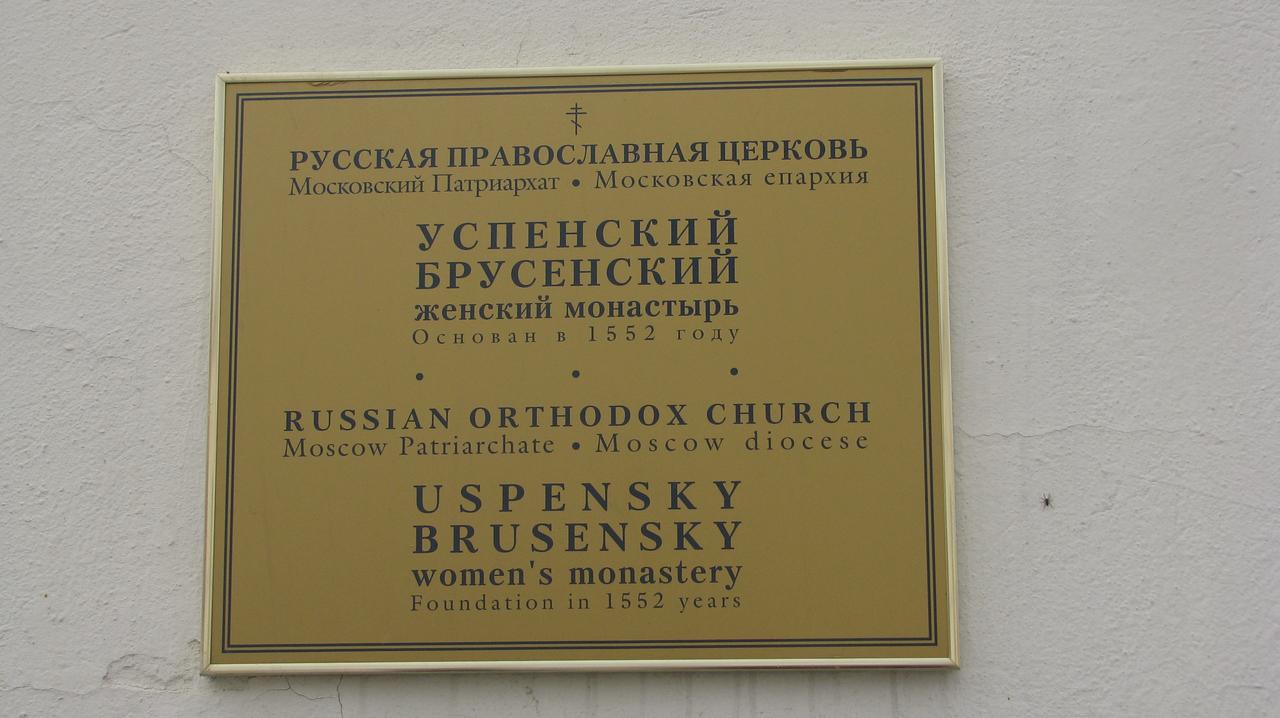 РУССКАЯ ПРАВОСЛАВНАЯ ЦЕРКОВЬ
Московский Патриархат • Московская епархия
УСПЕНСКИЙ
БРУСЕНСКИЙ
женский монастырь
Основан в 1552 году
• • •
RUSSIAN ORTHODOX CHURCH
Moscow Patriarchate • Moscow diocese
USPENSKY
BRUSENSKY
women's monastery
Foundation in 1552 years